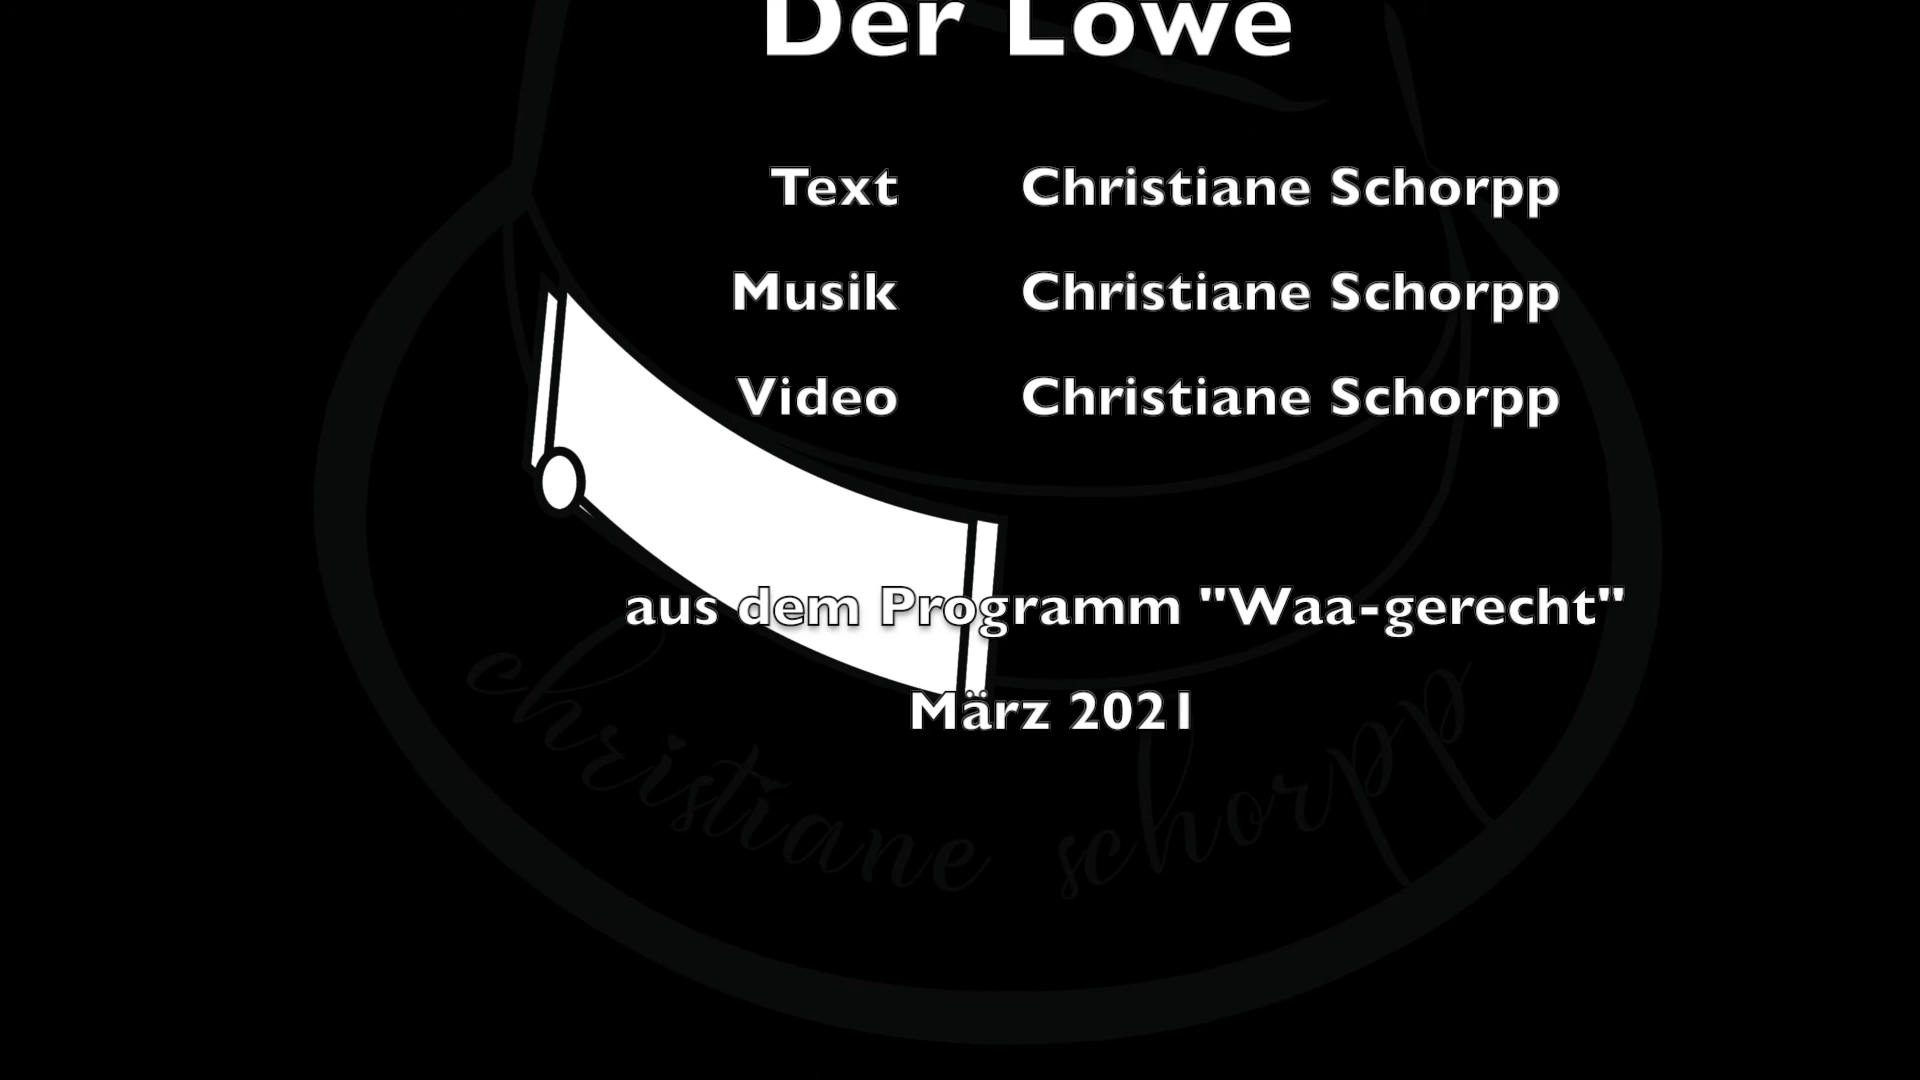 Der Löwe
Text Christiane Schorpp
Musik Christiane Schorpp
Video Christiane Schorpp
aus dem Programm "Waa-gerecht"
März 2021
christiane schorpp